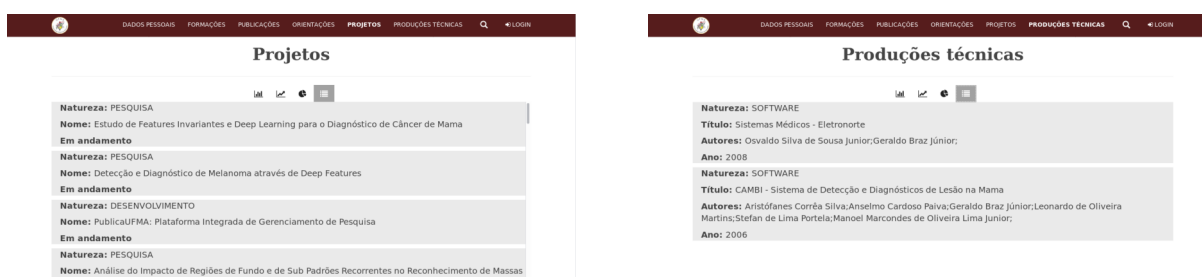 DADOS PESSOAIS FORMAÇÕES PUBLICAÇÕES ORIENTAÇÕES PROJETOS PRODUÇÕES TÉCNICAS LOGIN
Projetos
Natureza: PESQUISA
Nome: Estudo de Features Invariantes e Deep Learning para o Diagnóstico de Câncer de Mama
Em andamento
Natureza: PESQUISA
Nome: Detecção e Diagnóstico de Melanoma através de Deep Features
Em andamento
Natureza: DESENVOLVIMENTO
Nome: PublicaUFMA: Plataforma Integrada de Gerenciamento de Pesquisa
Em andamento
Natureza: PESQUISA
Nome: Análise do Impacto de Regiões de Fundo e de Sub Padrões Recorrentes no Reconhecimento de Massas
DADOS PESSOAIS FORMAÇÕES PUBLICAÇÕES ORIENTAÇÕES PROJETOS PRODUÇÕES TÉCNICAS LOGIN
Produções técnicas
Natureza: SOFTWARE
Título: Sistemas Médicos - Eletronorte
Autores: Osvaldo Silva de Sousa Junior;Geraldo Braz Júnior;
Ano: 2008
Natureza: SOFTWARE
Título: CAMBI - Sistema de Detecção e Diagnósticos de Lesão na Mama
Autores: Aristófanes Corrêa Silva;Anselmo Cardoso Paiva;Geraldo Braz Júnior;Leonardo de Oliveira
Martins;Stefan de Lima Portela;Manoel Marcondes de Oliveira Lima Junior;
Ano: 2006